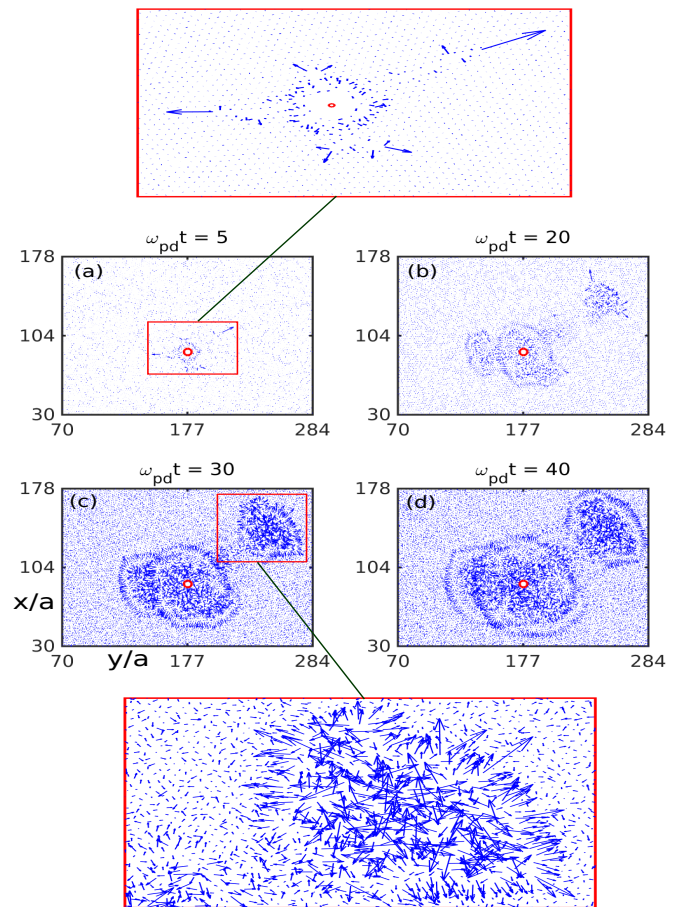 ω_pd t = 5
ω_pd t = 20
178
(a)
178
(b)
104
104
30
30
70
177
284
70
177
284
ω_pd t = 30
ω_pd t = 40
178
(c)
178
(d)
104
104
x/a
30
30
70
y/a
177
284
70
177
284